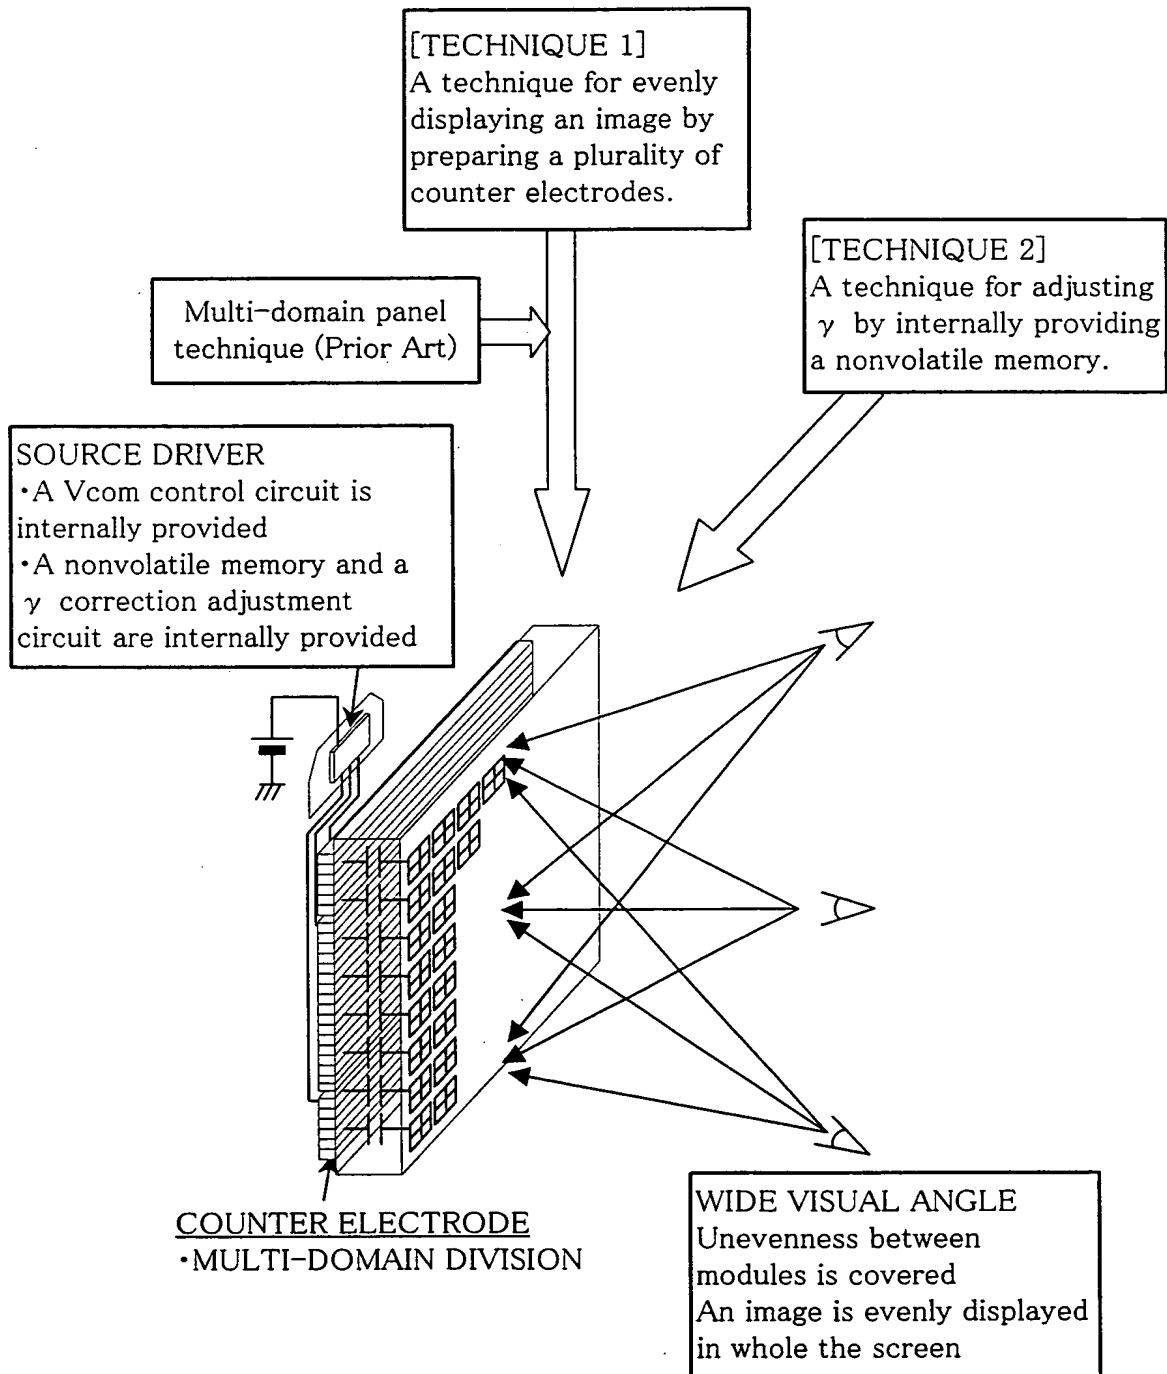 [TECHNIQUE 1]
A technique for evenly
displaying an image by
preparing a plurality of
counter electrodes.
[TECHNIQUE 2]
A technique for adjusting
γ by internally providing
a nonvolatile memory.
Multi-domain panel
technique (Prior Art)
SOURCE DRIVER
･A Vcom control circuit is
internally provided
･A nonvolatile memory and a
γ correction adjustment
circuit are internally provided
COUNTER ELECTRODE
･MULTI-DOMAIN DIVISION
WIDE VISUAL ANGLE
Unevenness between
modules is covered
An image is evenly displayed
in whole the screen